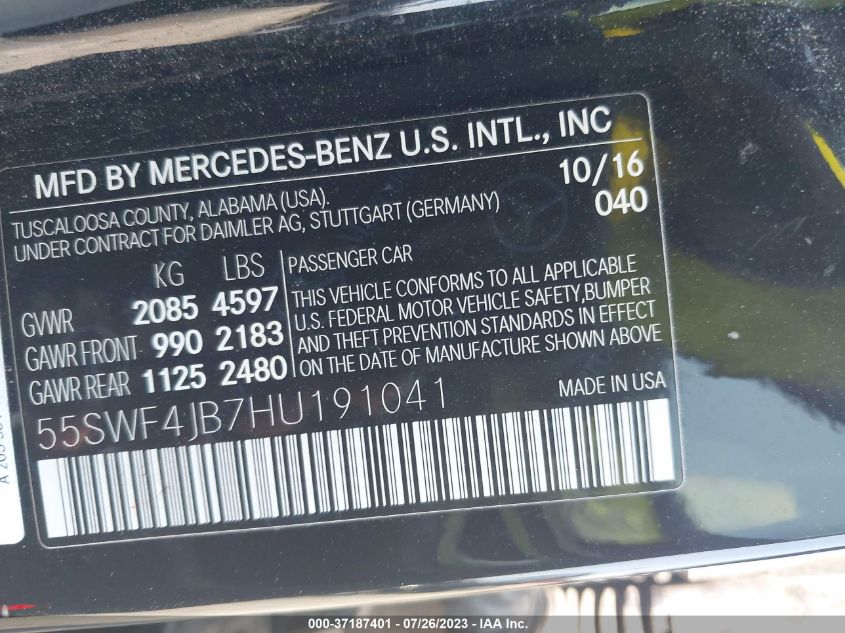 MFD BY MERCEDES-BENZ U.S. INTL., INC
10/16
TUSCALOOSA COUNTY, ALABAMA (USA).
UNDER CONTRACT FOR DAIMLER AG, STUTTGART (GERMANY)
040
KG LBS
GVWR 2085 4597
GAWR FRONT 990 2183
GAWR REAR 1125 2480
PASSENGER CAR
THIS VEHICLE CONFORMS TO ALL APPLICABLE
U.S. FEDERAL MOTOR VEHICLE SAFETY,BUMPER
AND THEFT PREVENTION STANDARDS IN EFFECT
ON THE DATE OF MANUFACTURE SHOWN ABOVE
55SWF4JB7HU191041
MADE IN USA
000-37187401 / 07/26/2023 - IAA Inc.